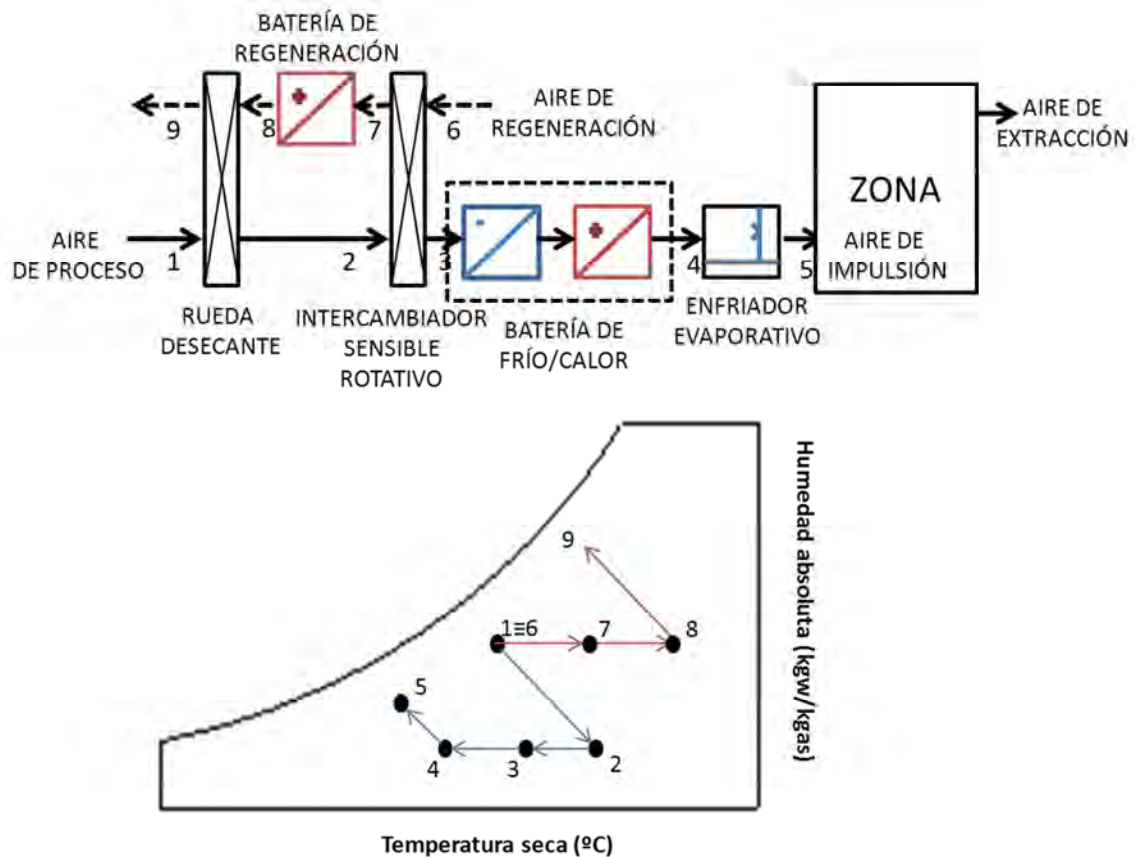 BATERÍA DE
REGENERACIÓN
9
8
7
6
AIRE DE
REGENERACIÓN
AIRE DE
EXTRACCIÓN
ZONA
AIRE
DE PROCESO
1
2
3
4
5
AIRE DE
IMPULSIÓN
RUEDA
DESECANTE
INTERCAMBIADOR
SENSIBLE
ROTATIVO
BATERÍA DE
FRÍO/CALOR
ENFRIADOR
EVAPORATIVO
9
1≡6
7
8
5
4
3
2
Humedad absoluta (kgw/kgas)
Temperatura seca (ºC)